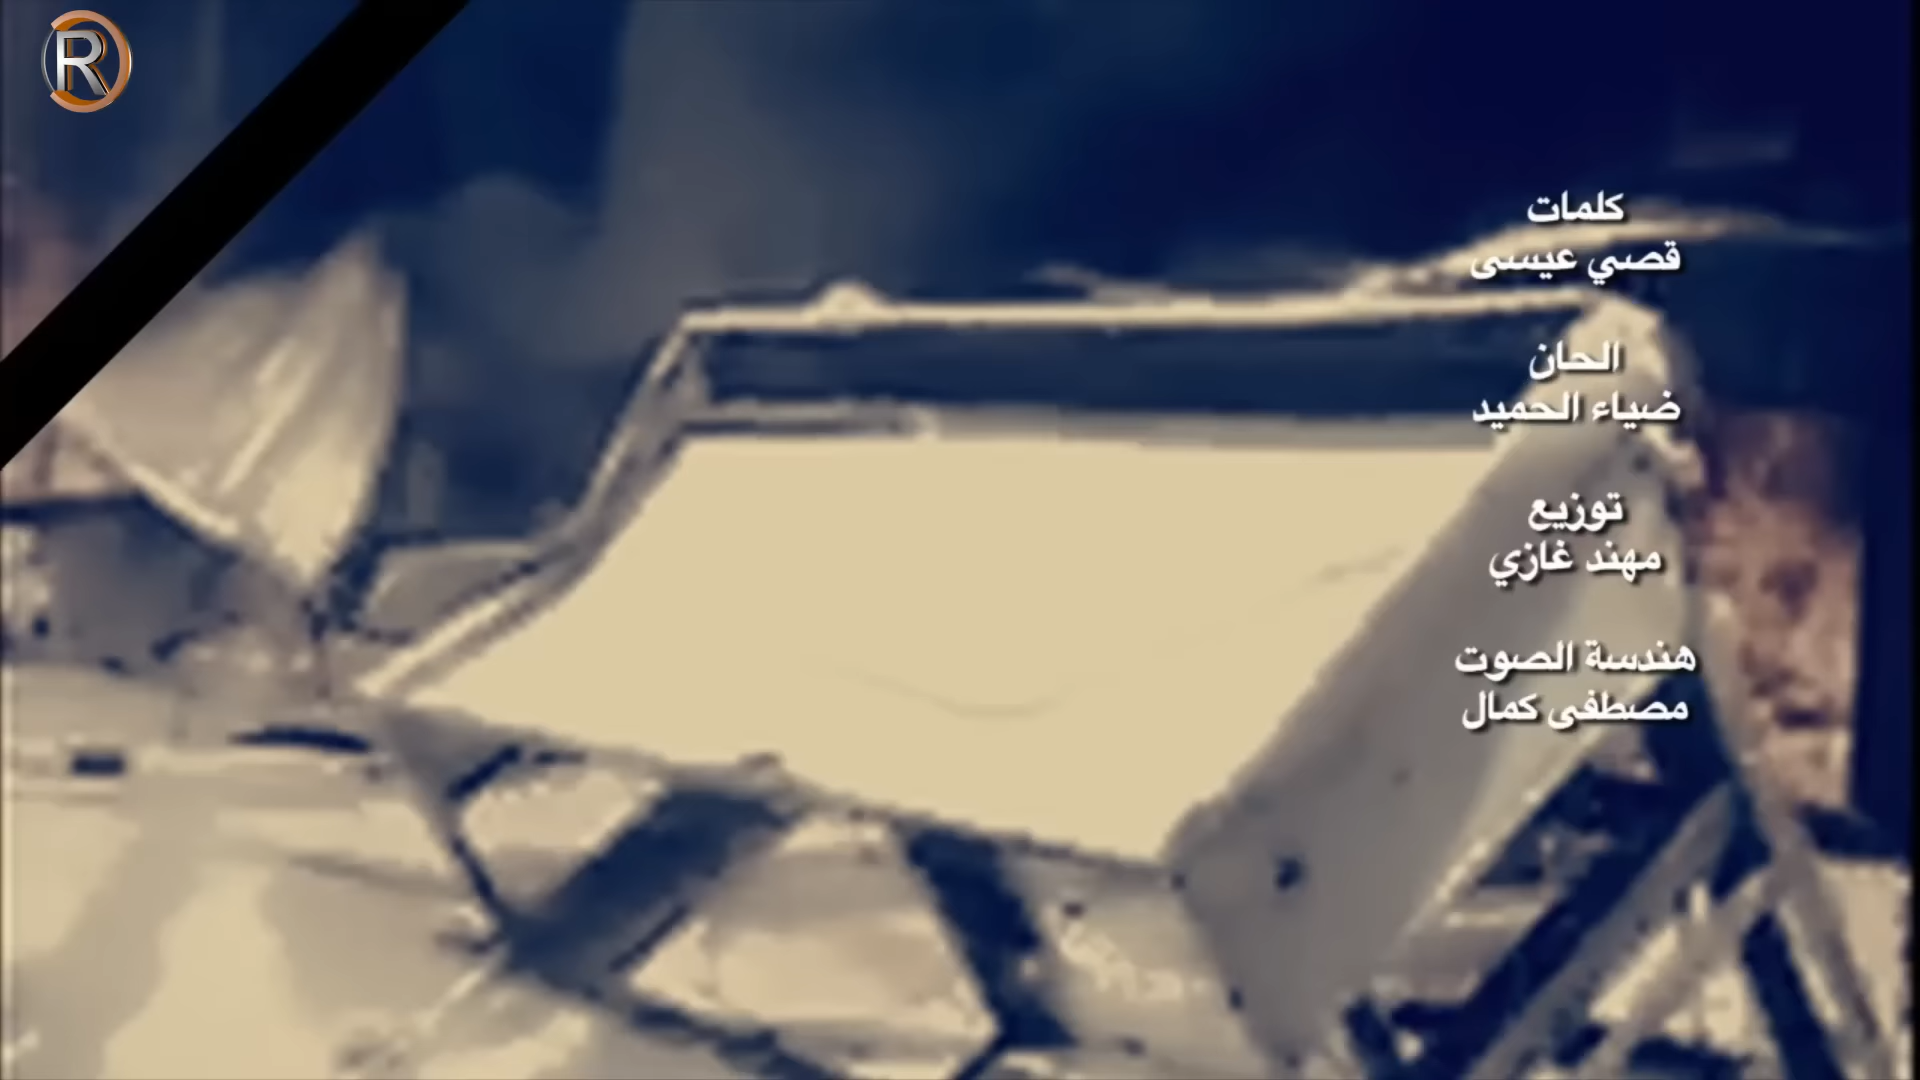 R
كلمات
قصي عيسى
الحان
ضياء الحميد
توزيع
مهند غازي
هندسة الصوت
مصطفى كمال